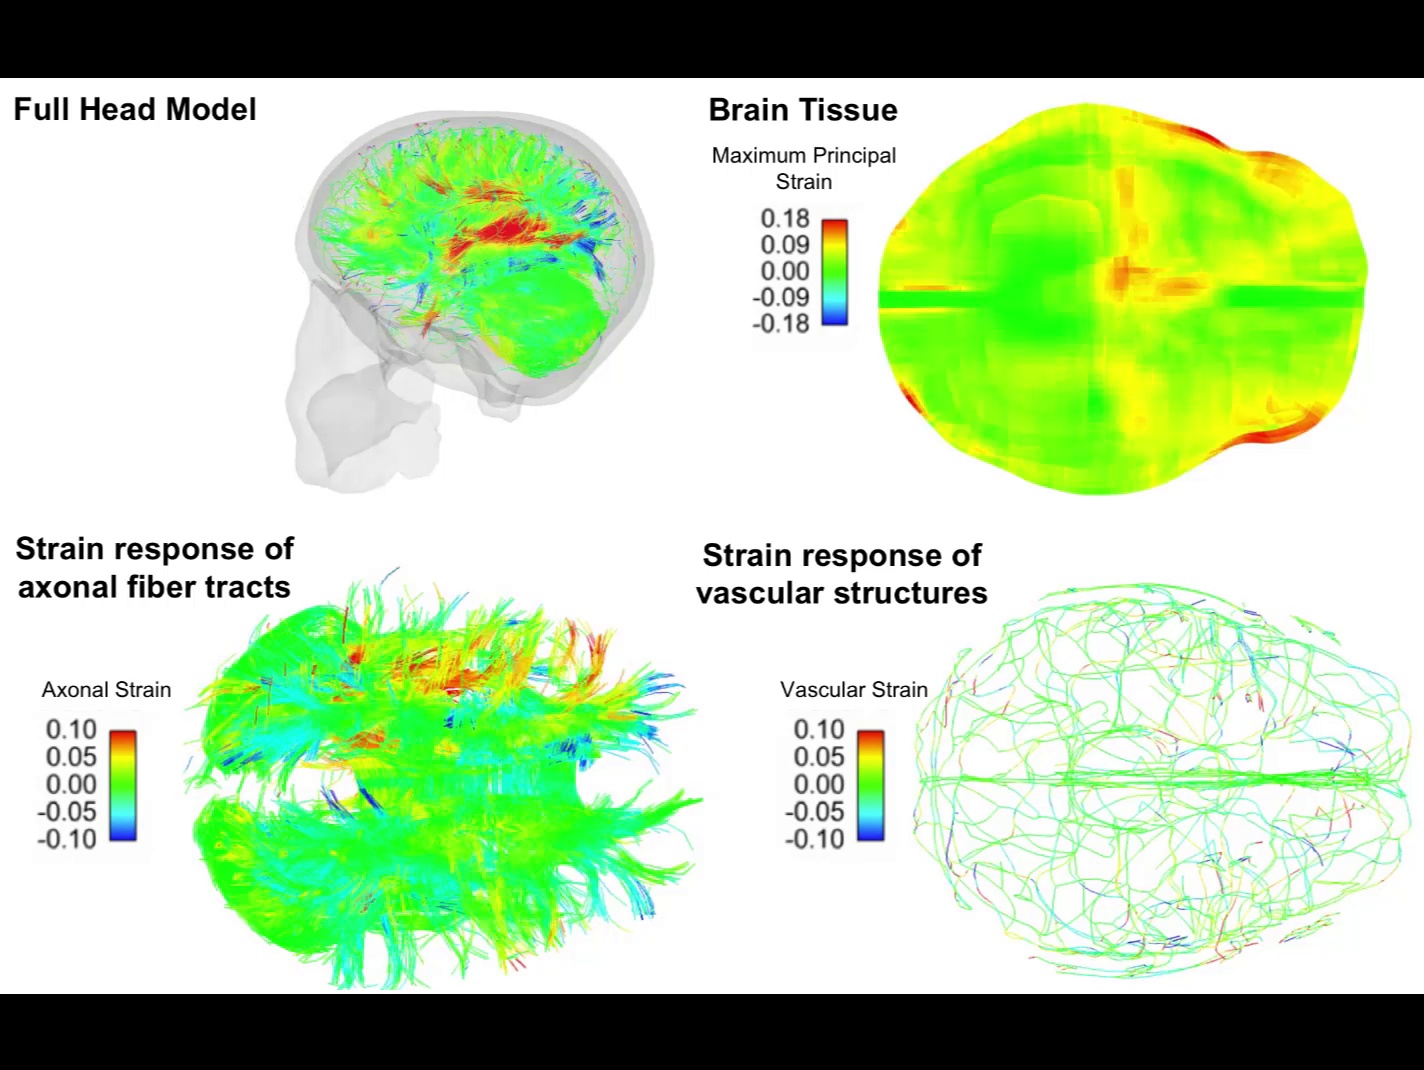 Full Head Model
Brain Tissue
Maximum Principal
Strain
0.18
0.09
0.00
-0.09
-0.18
Strain response of
axonal fiber tracts
Axonal Strain
0.10
0.05
0.00
-0.05
-0.10
Strain response of
vascular structures
Vascular Strain
0.10
0.05
0.00
-0.05
-0.10